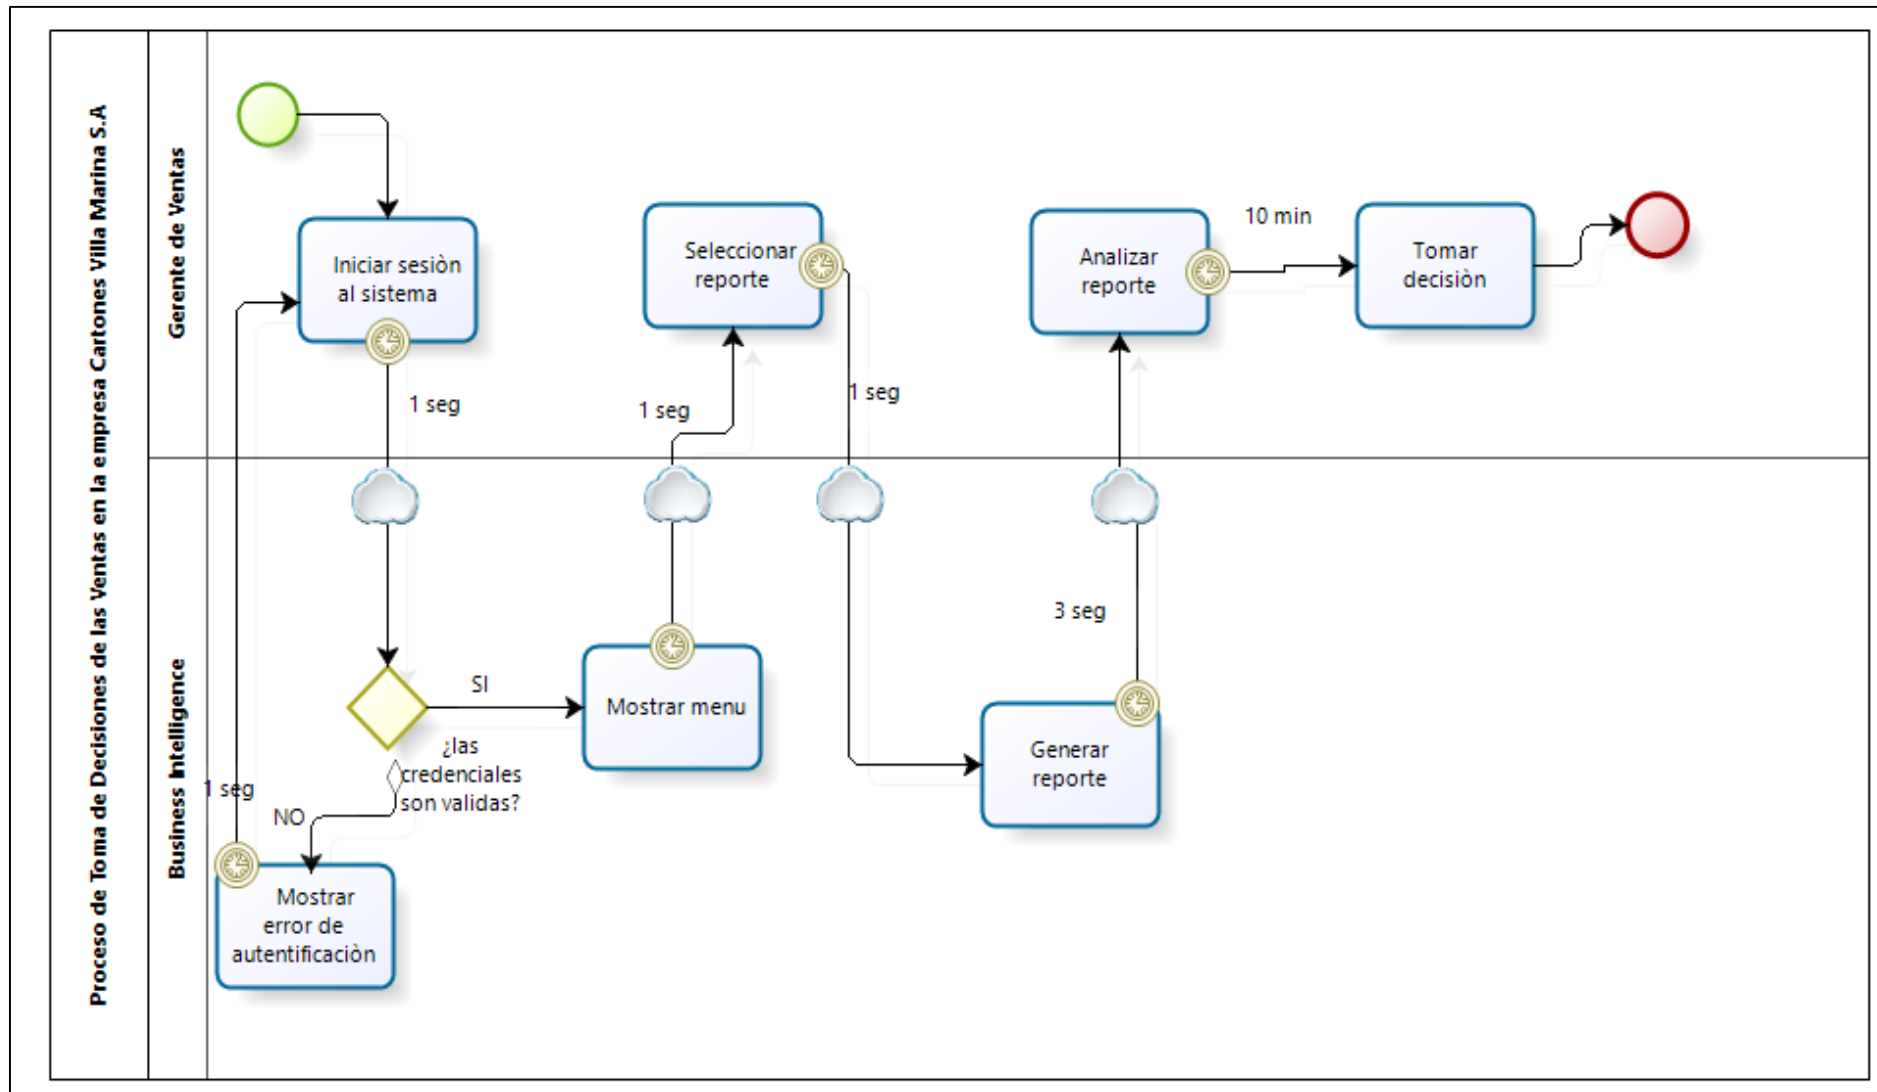 Proceso de Toma de Decisiones de las Ventas en la empresa Cartones Villa Marina S.A
Gerente de Ventas
Iniciar sesiòn
al sistema
1 seg
Seleccionar
reporte
1 seg
1 seg
Analizar
reporte
10 min
Tomar
decisiòn
Business Intelligence
SI
¿las
credenciales
son validas?
NO
1 seg
Mostrar
error de
autentificaciòn
Mostrar menu
Generar
reporte
3 seg